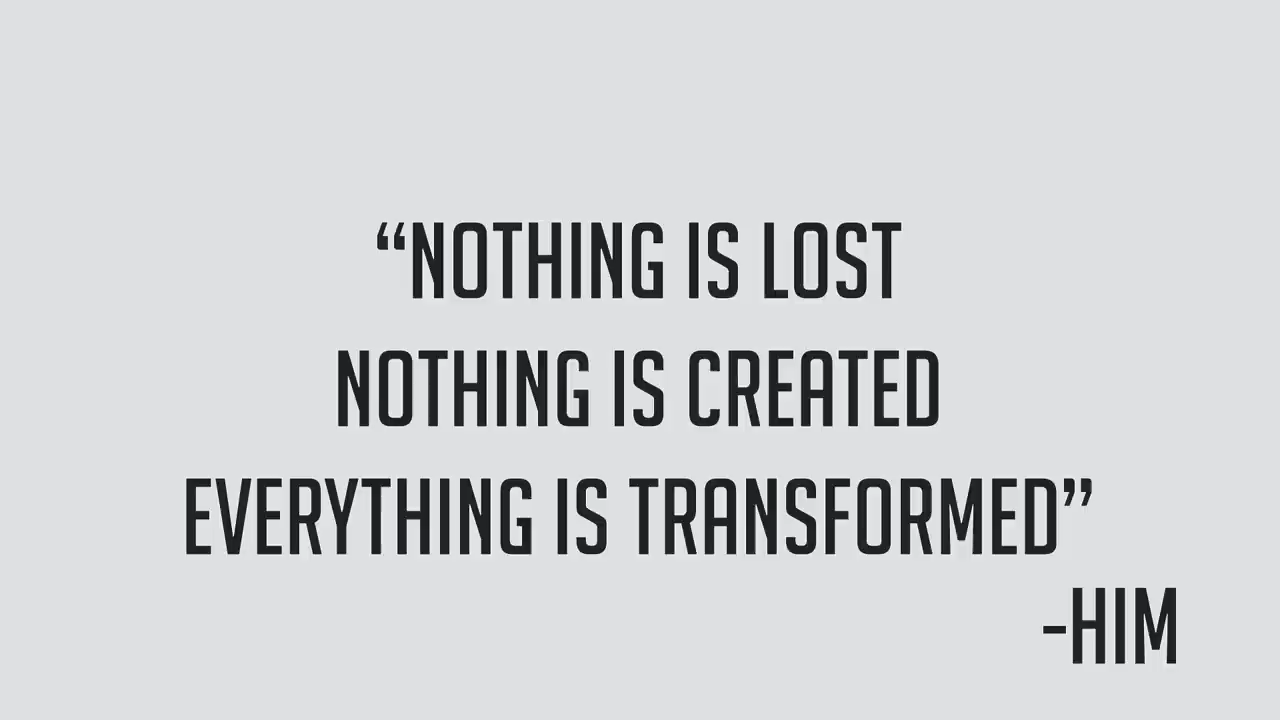 “NOTHING IS LOST
NOTHING IS CREATED
EVERYTHING IS TRANSFORMED”
-HIM